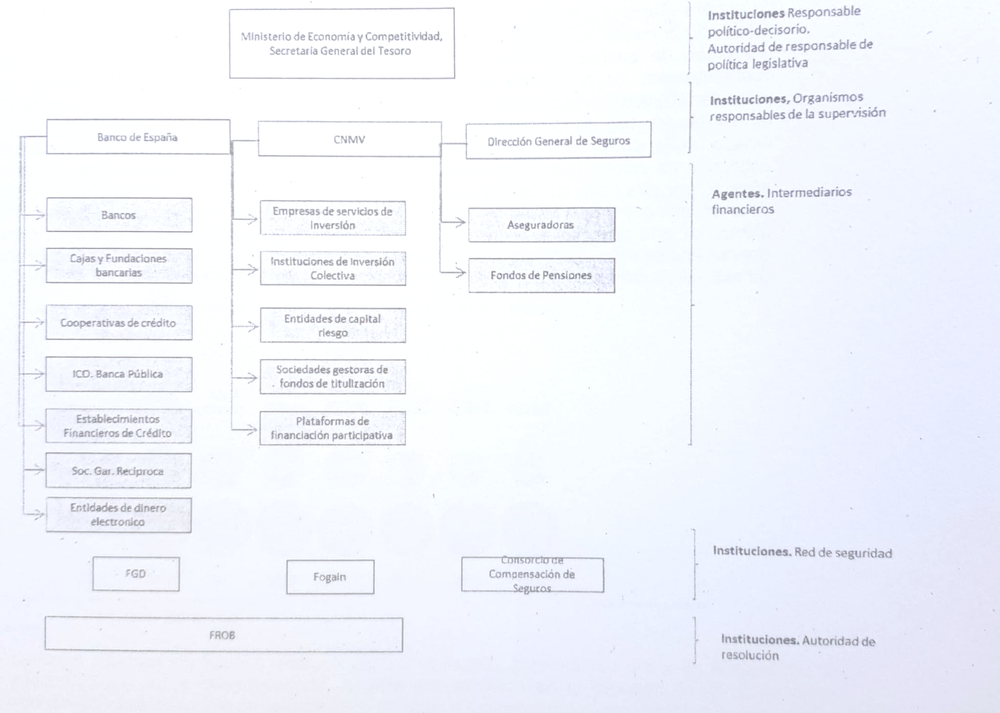 Ministerio de Economía y Competitividad,
Secretaría General del Tesoro
Instituciones Responsable
político-decisorio.
Autoridad de responsable de
política legislativa
Instituciones, Organismos
responsables de la supervisión
Banco de España
CNMV
Dirección General de Seguros
Agentes. Intermediarios
financieros
Bancos
Empresas de servicios de
Inversión
Aseguradoras
Cajas y Fundaciones
bancarias
Instituciones de Inversión
Colectiva
Fondos de Pensiones
Cooperativas de crédito
Entidades de capital
riesgo
ICO. Banca Pública
Sociedades gestoras de
fondos de titulización
Establecimientos
Financieros de Crédito
Plataformas de
financiación participativa
Soc. Gar. Reciproca
Entidades de dinero
electronico
Instituciones. Red de seguridad
FGD
Fogain
Consorcio de
Compensación de
Seguros
FROB
Instituciones. Autoridad de
resolución